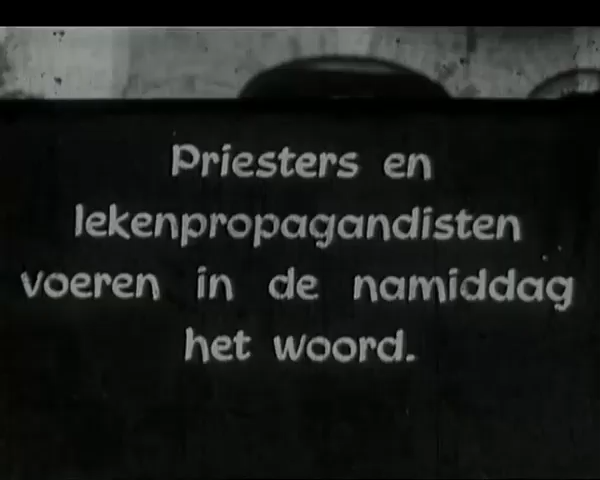 Priesters en
lekenpropagandisten
voeren in de namiddag
het woord.